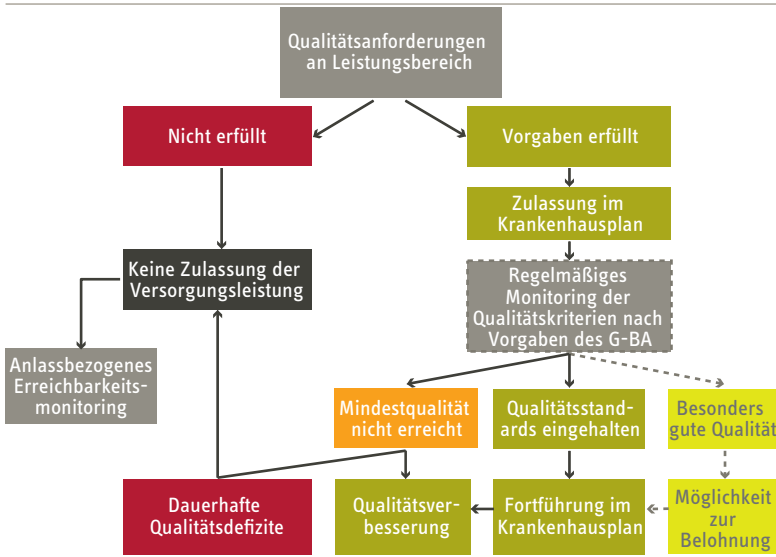 Qualitätsanforderungen
an Leistungsbereich
Nicht erfüllt
Vorgaben erfüllt
Zulassung im
Krankenhausplan
Keine Zulassung der
Versorgungsleistung
Regelmäßiges
Monitoring der
Qualitätskriterien nach
Vorgaben des G-BA
Anlassbezogenes
Erreichbarkeits-
monitoring
Mindestqualität
nicht erreicht
Qualitätsstand-
ards eingehalten
Besonders
gute Qualität
Dauerhafte
Qualitätsdefizite
Qualitätsver-
besserung
Fortführung im
Krankenhausplan
Möglichkeit
zur
Belohnung